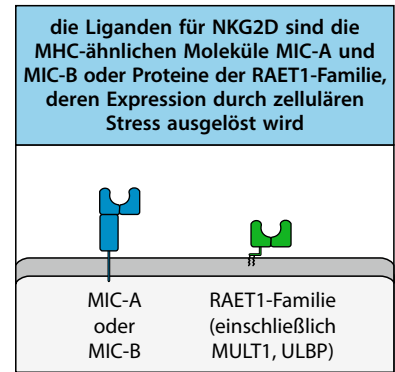 die Liganden für NKG2D sind die
MHC-ähnlichen Moleküle MIC-A und
MIC-B oder Proteine der RAET1-Familie,
deren Expression durch zellulären
Stress ausgelöst wird
MIC-A
oder
MIC-B
RAET1-Familie
(einschließlich
MULT1, ULBP)